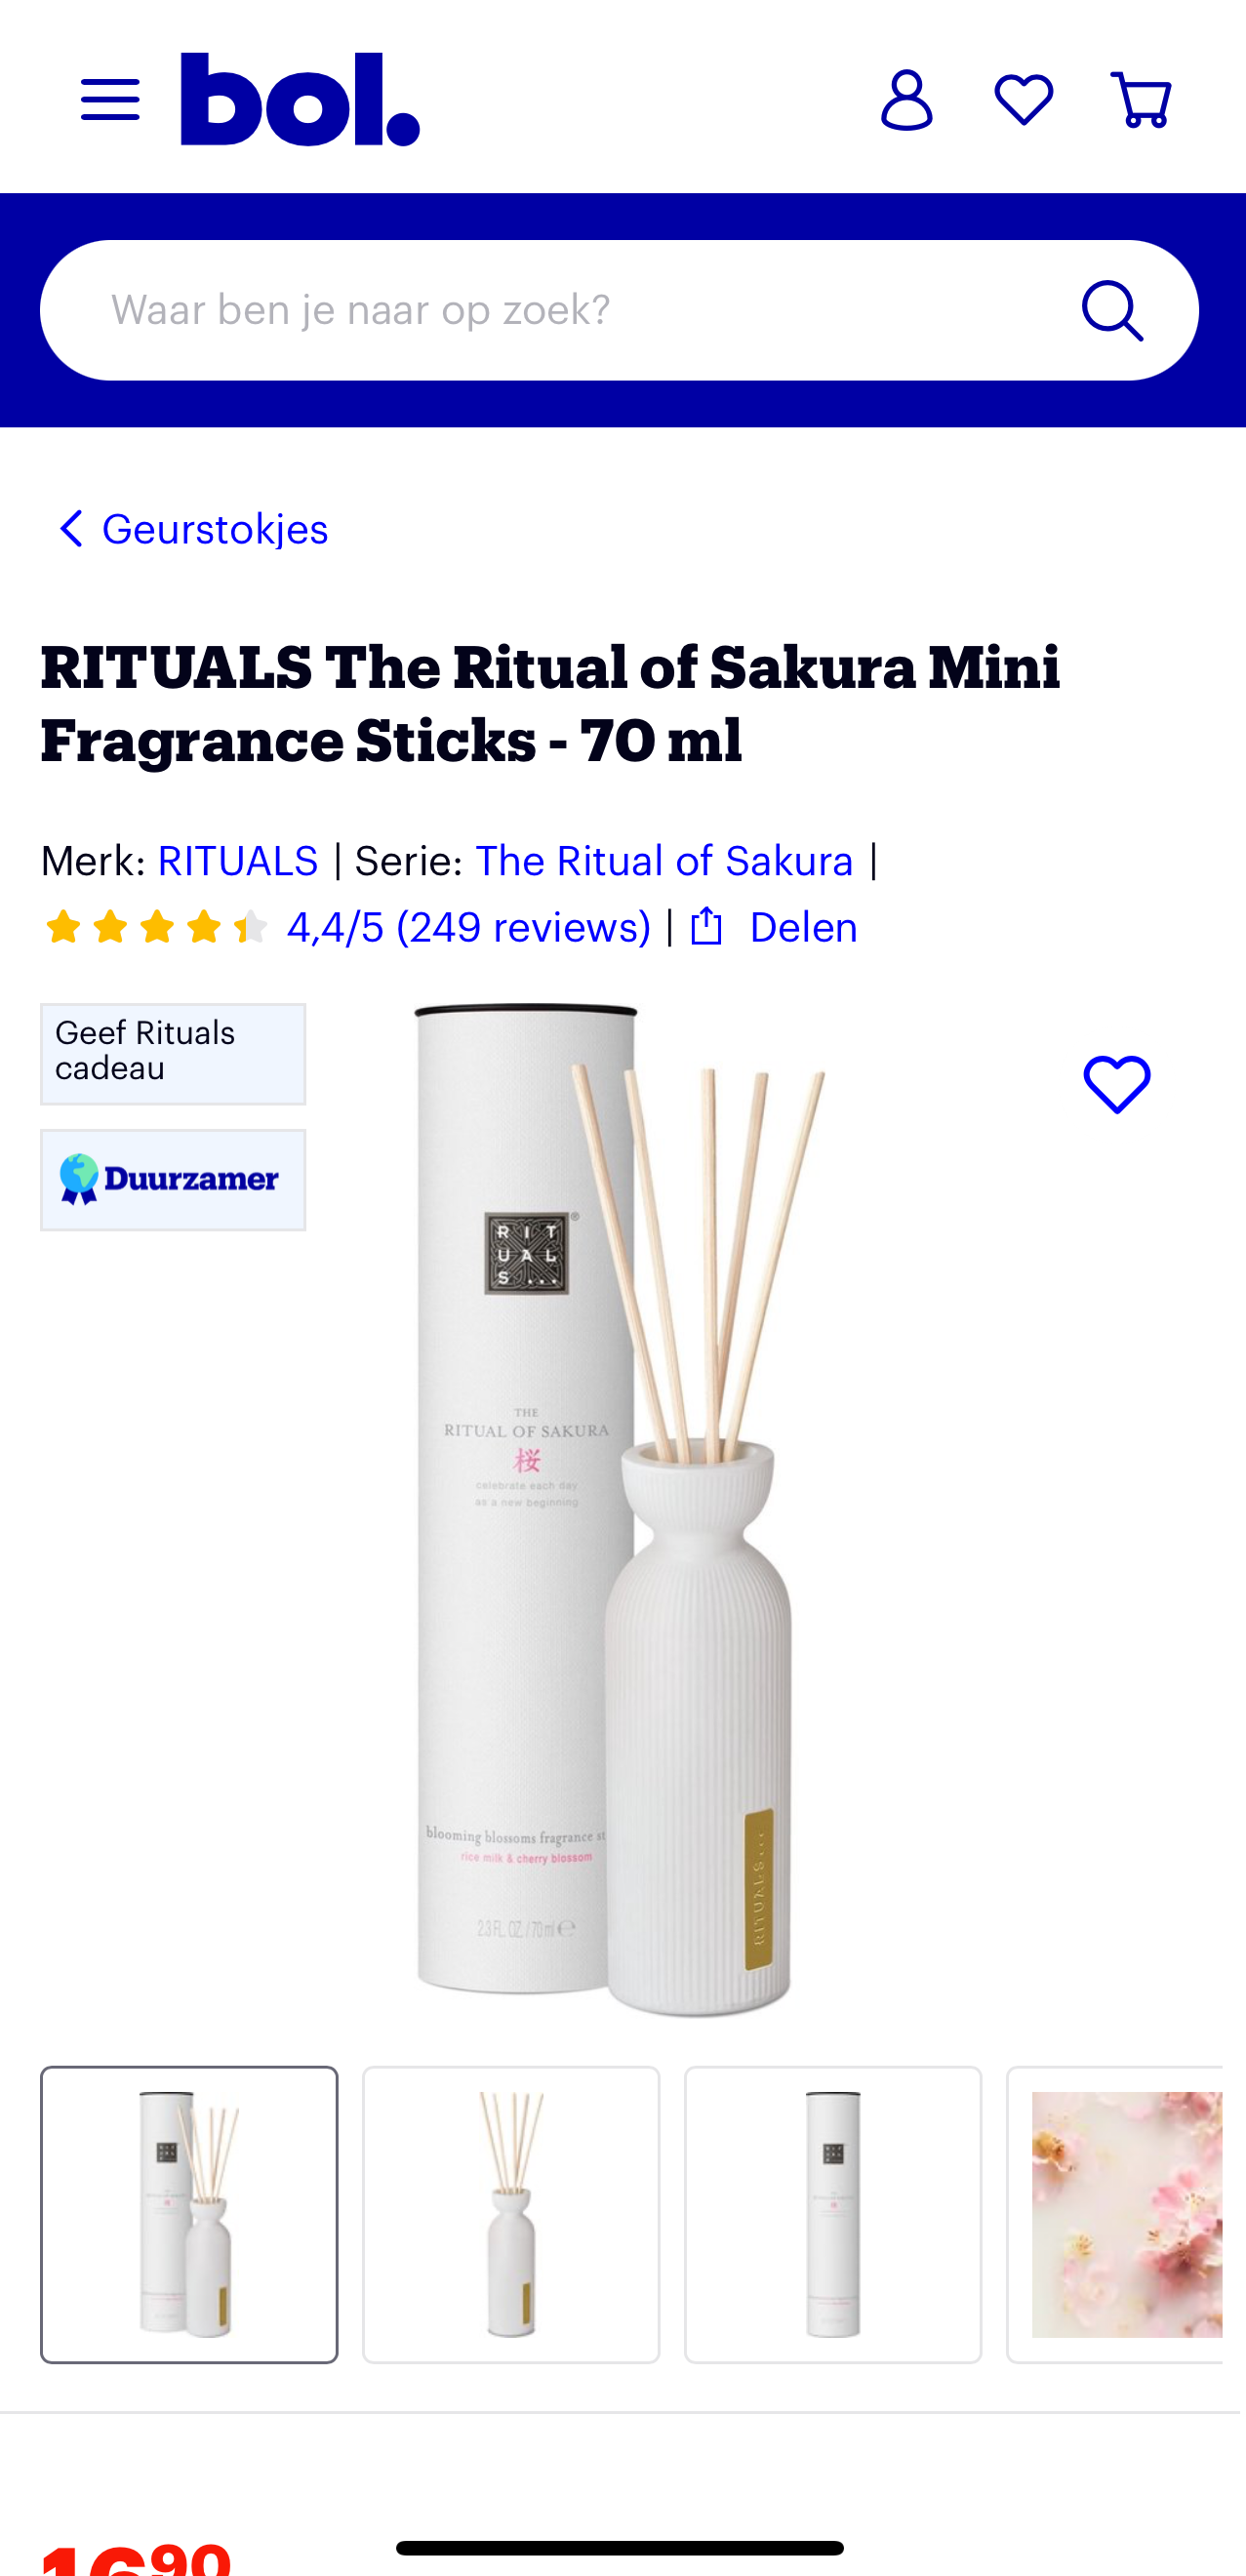 bol.
Waar ben je naar op zoek?
Geurstokjes
RITUALS The Ritual of Sakura Mini
Fragrance Sticks - 70 ml
Merk: RITUALS | Serie: The Ritual of Sakura |
4,4/5 (249 reviews) | Delen
Geef Rituals
cadeau
Duurzamer
RIT
UAL
S...
®
THE
RITUAL OF SAKURA
桜
celebrate each day
as a new beginning
blooming blossoms fragrance st
rice milk & cherry blossom
2.3 FL. OZ. / 70 ml ℮
RITUALS...
1690